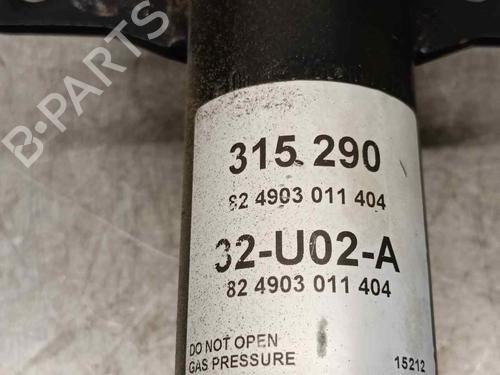 B-PARTS
315 290
82 4903 011 404
32-U02-A
82 4903 011 404
DO NOT OPEN
GAS PRESSURE 15212